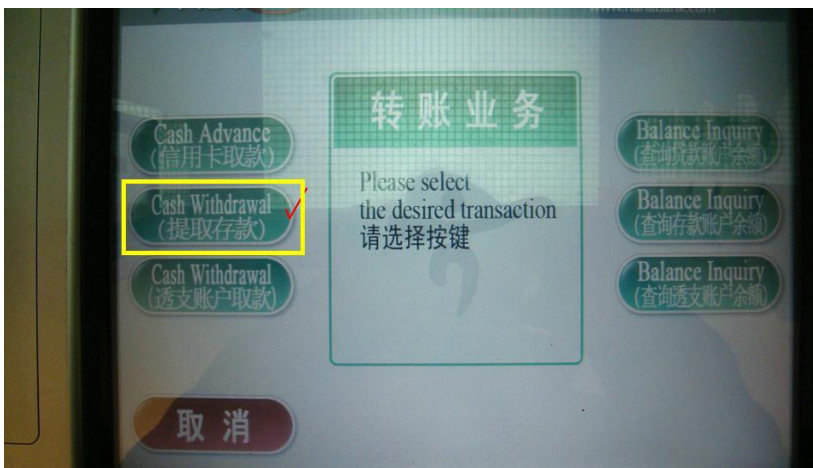 转账业务
Cash Advance
(信用卡取款)
Cash Withdrawal
(提取存款)
Cash Withdrawal
(透支账户取款)
Please select
the desired transaction
请选择按键
Balance Inquiry
(查询贷款账户余额)
Balance Inquiry
(查询存款账户余额)
Balance Inquiry
(查询透支账户余额)
取消